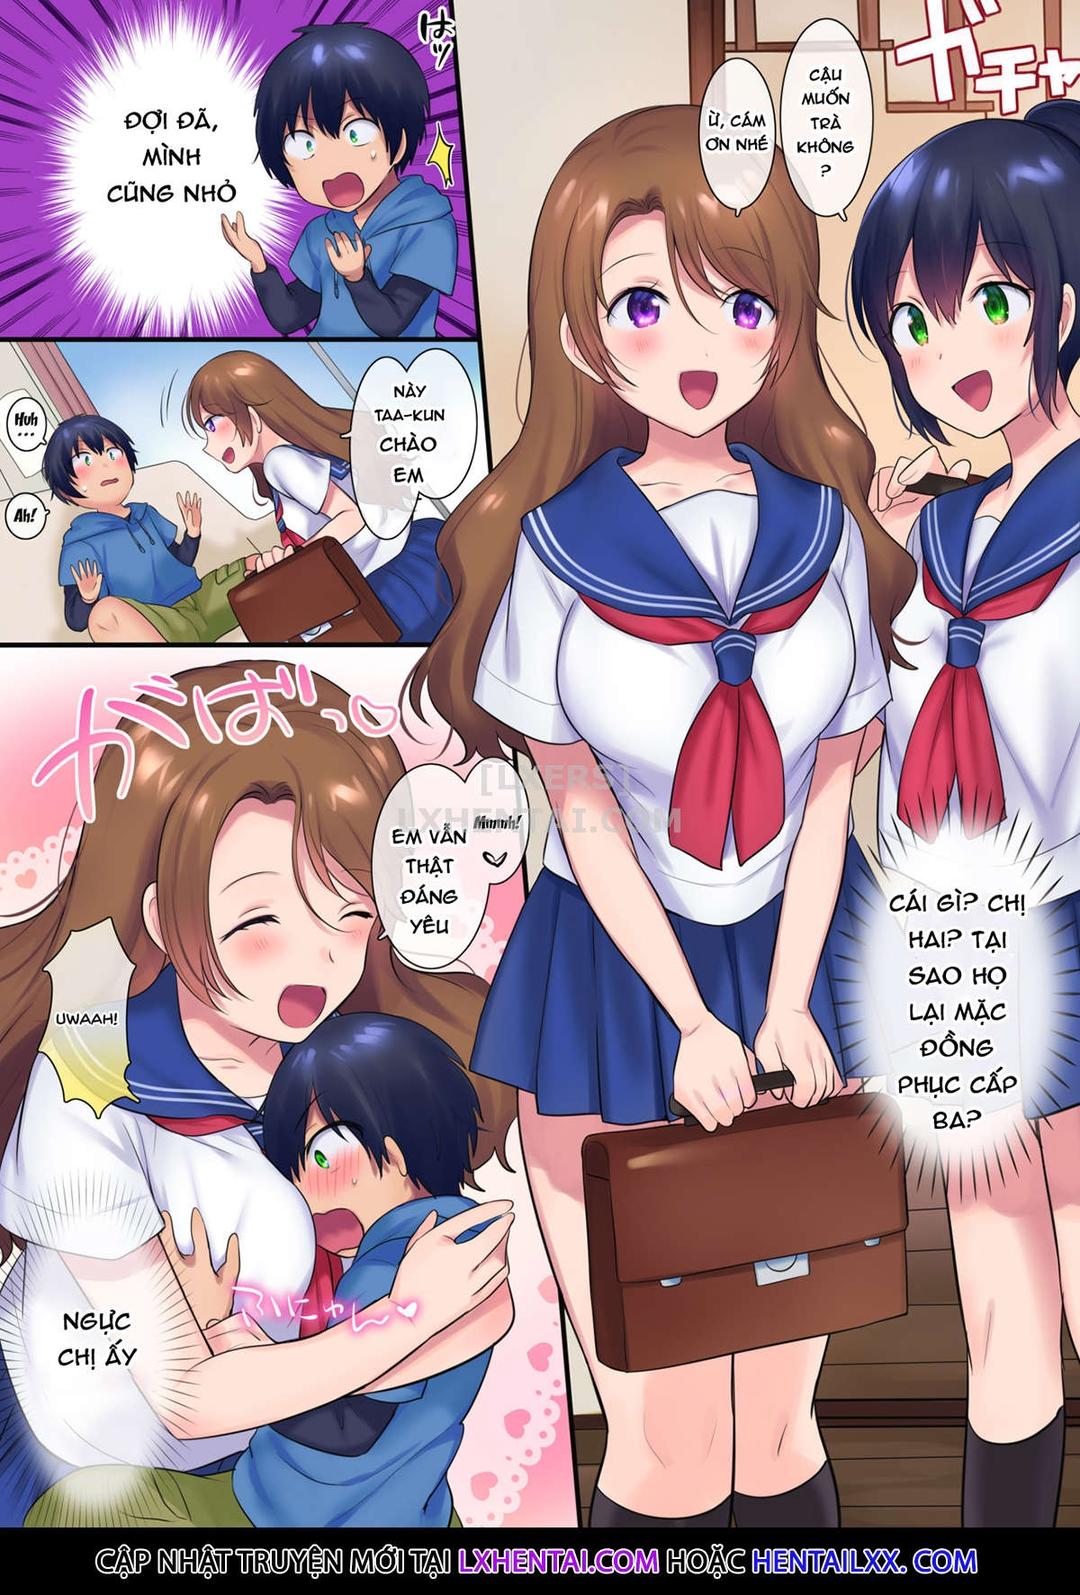 ガチャ
CẬU
MUỐN
TRÀ
KHÔNG
?
Ừ, CÁM
ƠN NHÉ
CÁI GÌ? CHỊ
HAI? TẠI
SAO HỌ
LẠI MẶC
ĐỒNG
PHỤC CẤP
BA?
はッ
ĐỢI ĐÃ,
MÌNH
CŨNG NHỎ
NÀY
TAA-KUN
CHÀO
EM
Huh
...
Ah!
がばっ♡
Mmmh!
EM VẪN
THẬT
ĐÁNG
YÊU
UWAAH!
ふにゃん♡
NGỰC
CHỊ ẤY
[LXERS]
LXHENTAI.COM
CẬP NHẬT TRUYỆN MỚI TẠI LXHENTAI.COM HOẶC HENTAILXX. COM